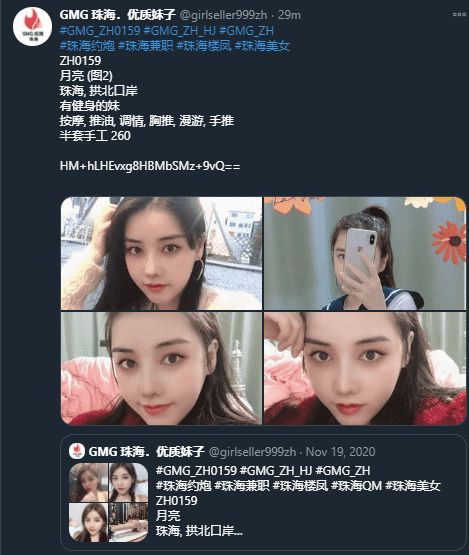 GMG 珠海．优质妹子 @girlseller999zh · 29m
#GMG_ZH0159 #GMG_ZH_HJ #GMG_ZH
#珠海约炮 #珠海兼职 #珠海楼凤 #珠海美女
ZH0159
月亮 (图2)
珠海, 拱北口岸
有健身的妹
按摩, 推油, 调情, 胸推, 漫游, 手推
半套手工 260
HM+hLHEvxg8HBMbSMz+9vQ==
GMG 珠海．优质妹子 @girlseller999zh · Nov 19, 2020
#GMG_ZH0159 #GMG_ZH_HJ #GMG_ZH
#珠海约炮 #珠海兼职 #珠海楼凤 #珠海QM #珠海美女
ZH0159
月亮
珠海, 拱北口岸...